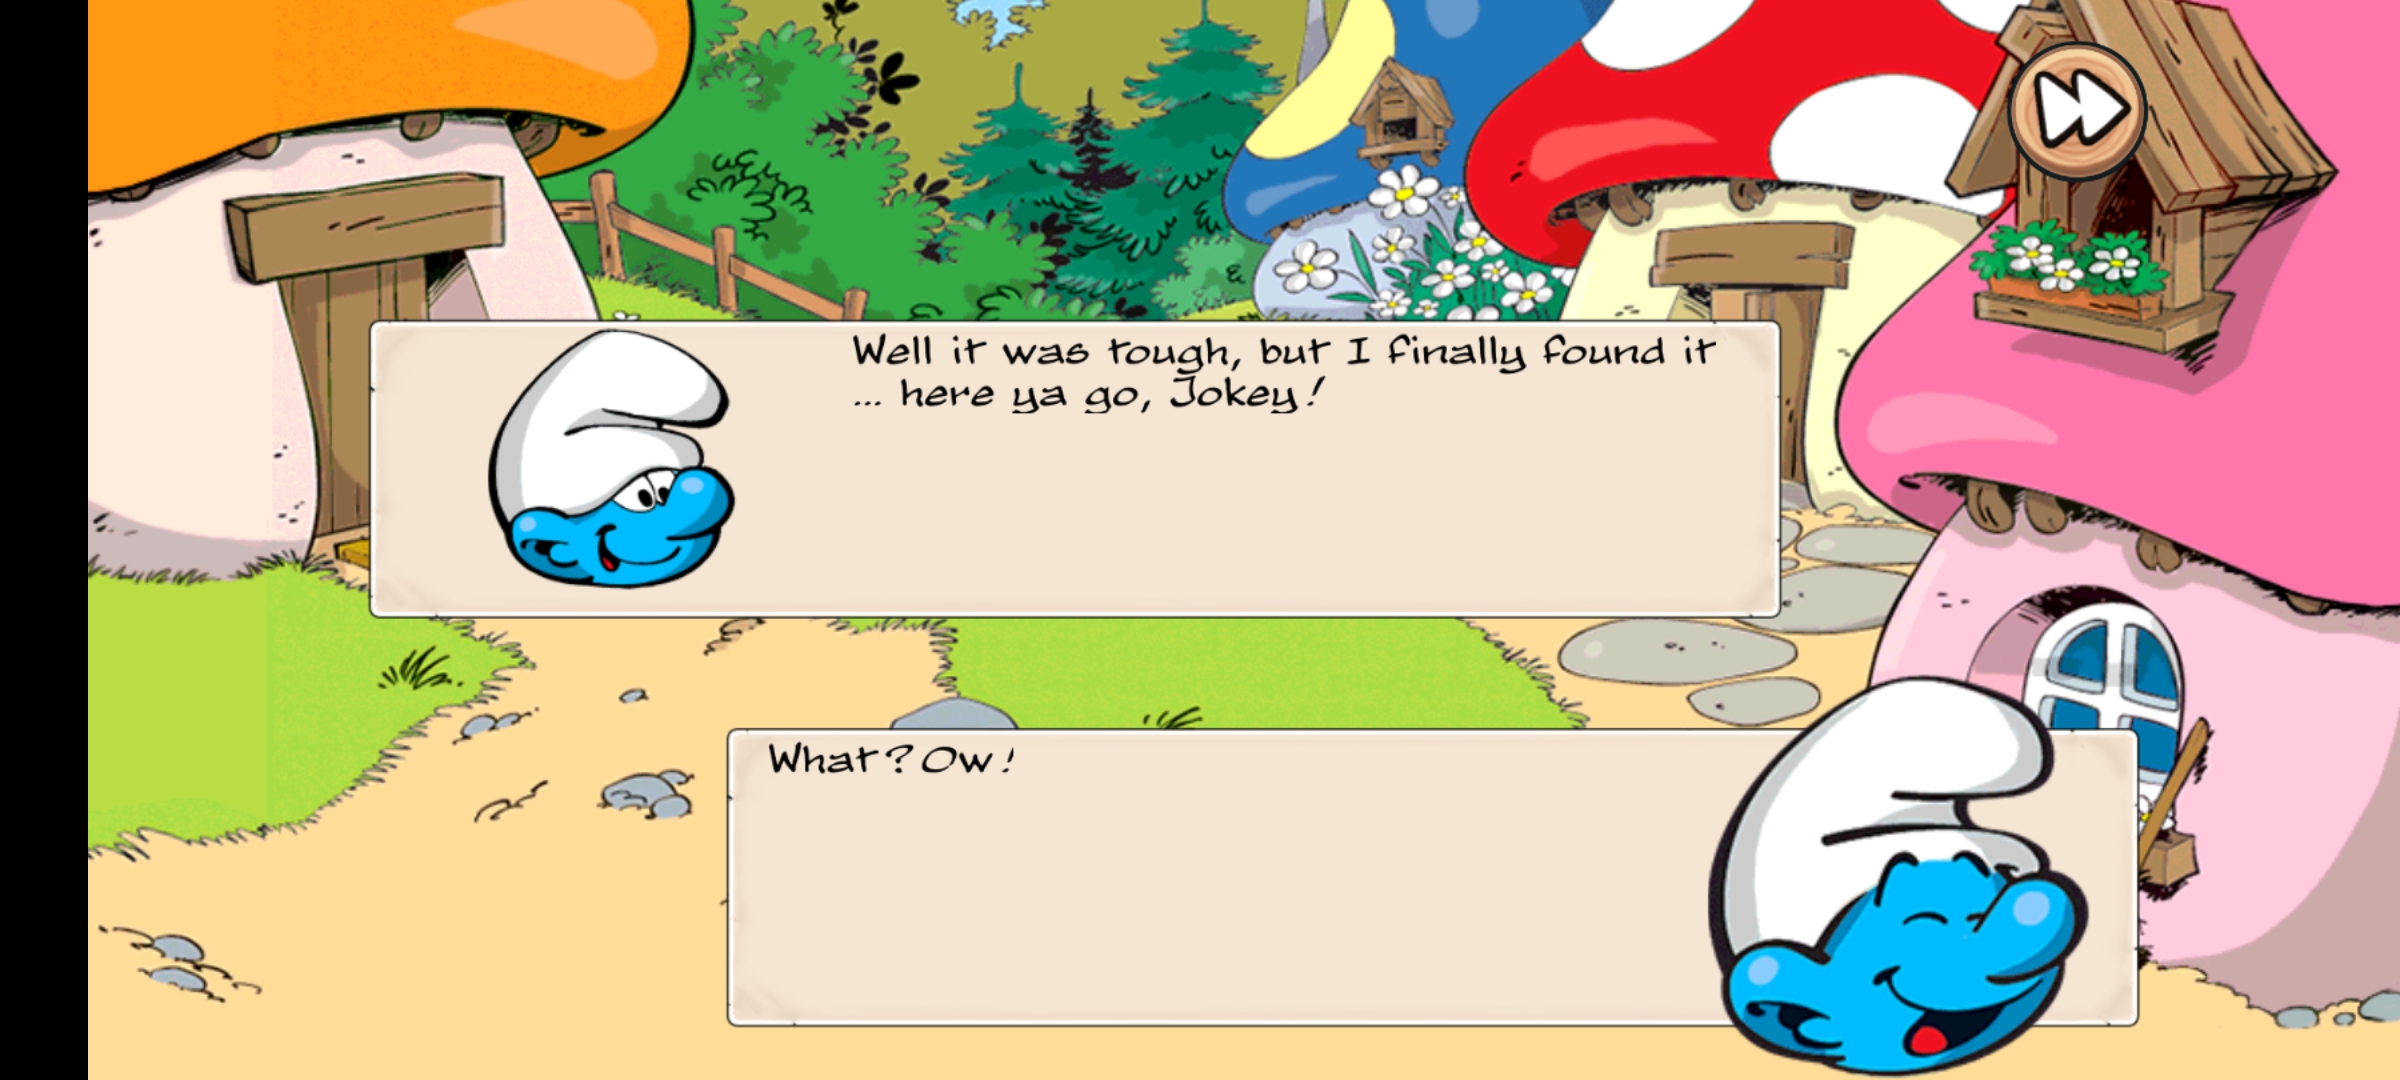 Well it was tough, but I finally found it
... here ya go, Jokey!
What? Ow!